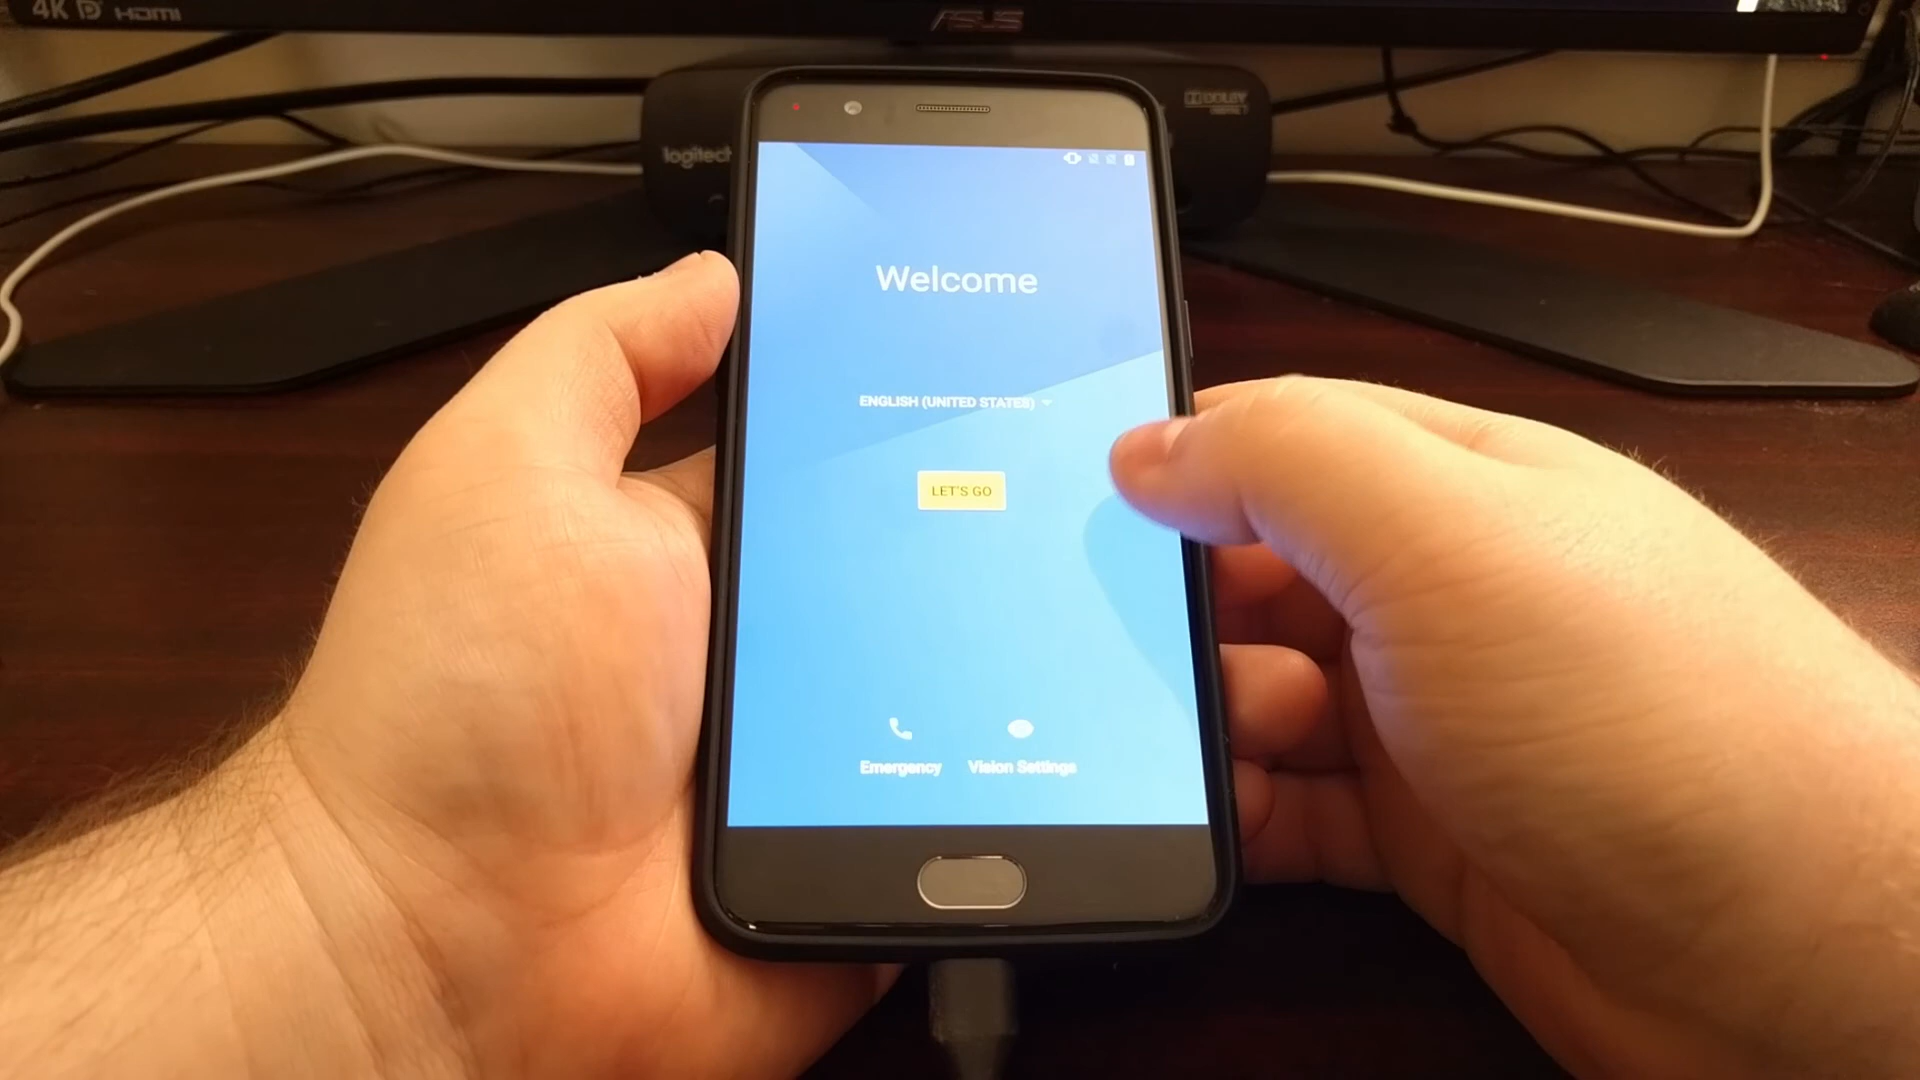 4K HDMI
ASUS
logitech
DOLBY
Welcome
ENGLISH (UNITED STATES)
LET'S GO
Emergency
Vision Settings